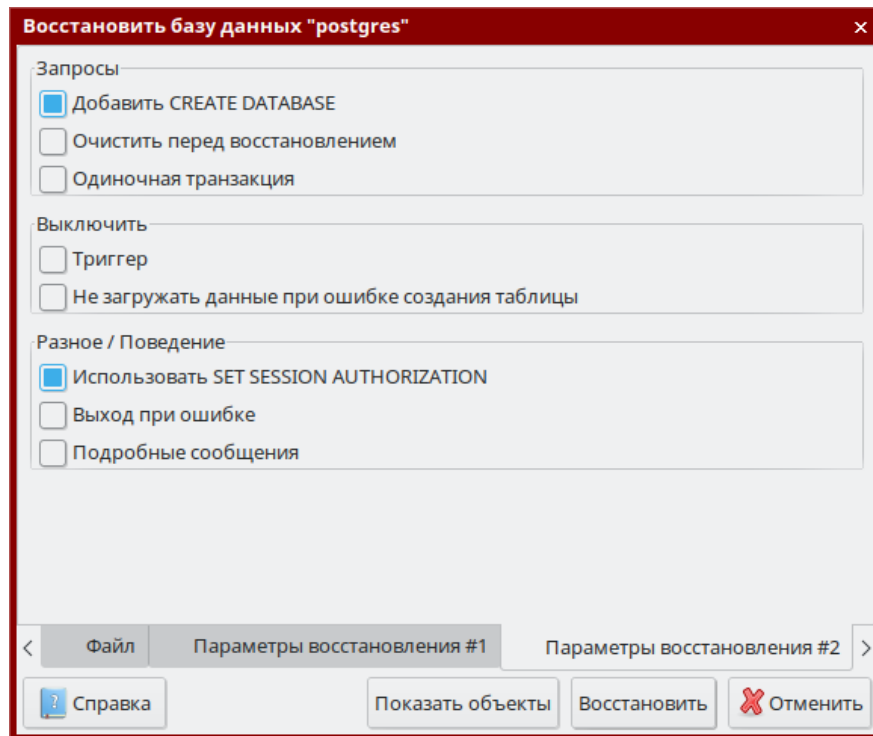 Восстановить базу данных "postgres"
Запросы
Добавить CREATE DATABASE
Очистить перед восстановлением
Одиночная транзакция
Выключить
Триггер
Не загружать данные при ошибке создания таблицы
Разное / Поведение
Использовать SET SESSION AUTHORIZATION
Выход при ошибке
Подробные сообщения
Файл Параметры восстановления #1 Параметры восстановления #2
Справка Показать объекты Восстановить Отменить